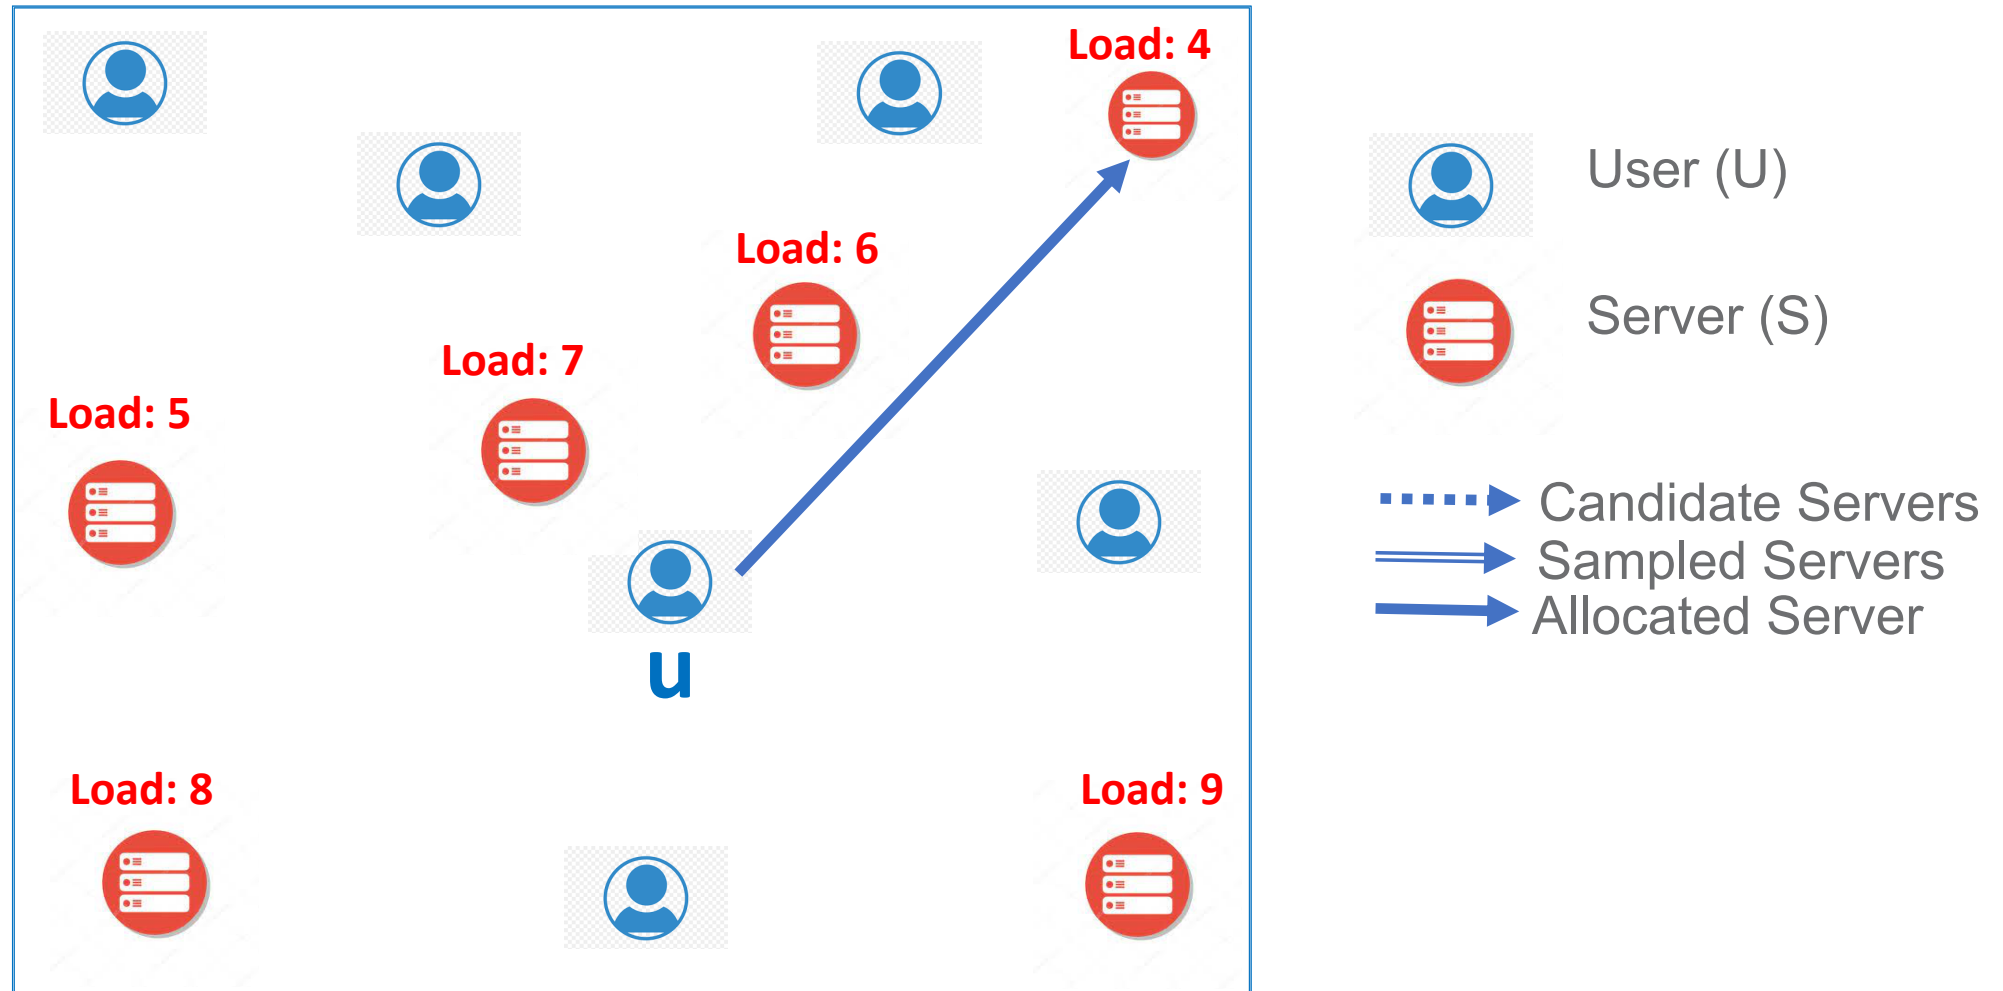 Load: 4
Load: 6
Load: 7
Load: 5
u
Load: 8
Load: 9
User (U)
Server (S)
Candidate Servers
Sampled Servers
Allocated Server